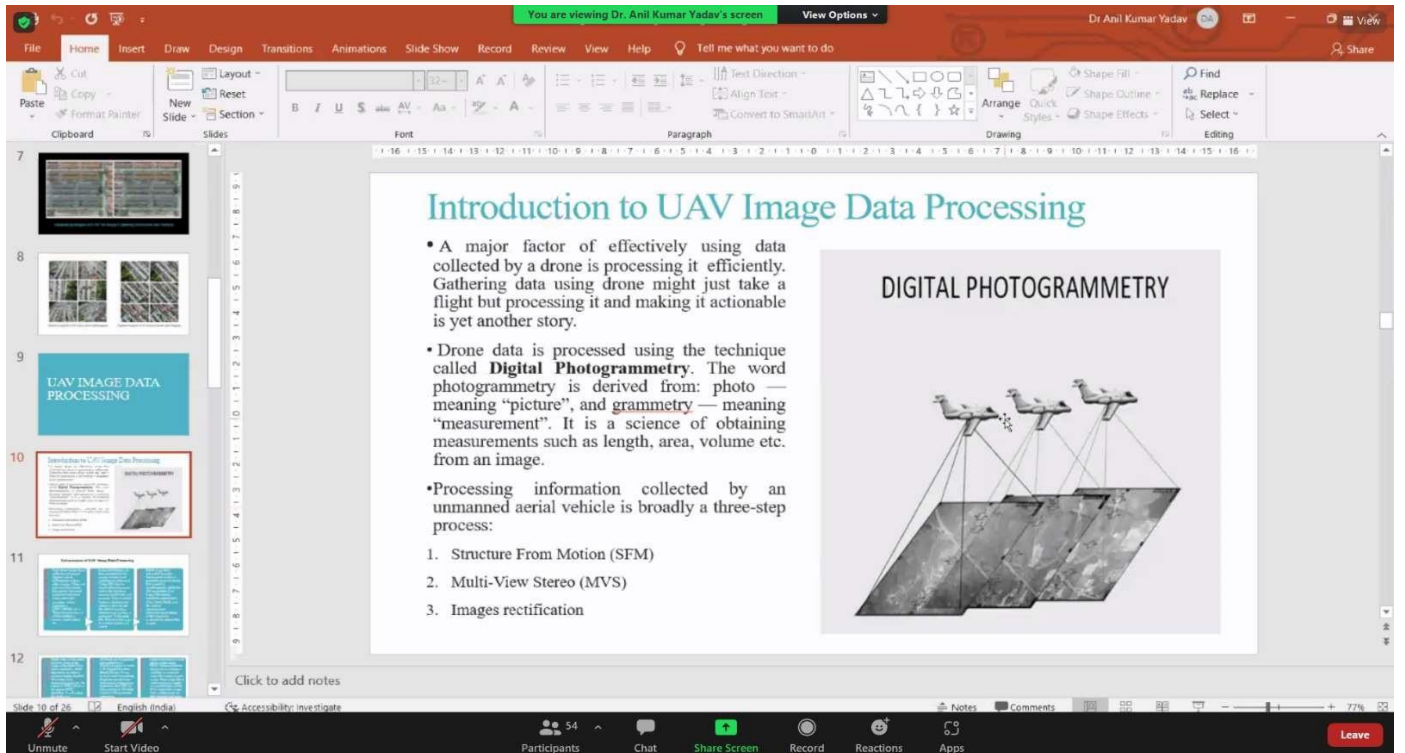 You are viewing Dr. Anil Kumar Yadav's screen
View Options
Dr Anil Kumar Yadav
DA
View
File Home Insert Draw Design Transitions Animations Slide Show Record Review View Help Tell me what you want to do
Share
Paste
Cut
Copy
Format Painter
Clipboard
New Slide
Layout
Reset
Section
Slides
Font
Text Direction
Align Text
Convert to SmartArt
Paragraph
Arrange
Quick Styles
Shape Fill
Shape Outline
Shape Effects
Drawing
Find
Replace
Select
Editing
7
8
9
UAV IMAGE DATA
PROCESSING
10
11
12
Introduction to UAV Image Data Processing
• A major factor of effectively using data
collected by a drone is processing it efficiently.
Gathering data using drone might just take a
flight but processing it and making it actionable
is yet another story.
• Drone data is processed using the technique
called Digital Photogrammetry. The word
photogrammetry is derived from: photo —
meaning “picture”, and grammetry — meaning
“measurement”. It is a science of obtaining
measurements such as length, area, volume etc.
from an image.
•Processing information collected by an
unmanned aerial vehicle is broadly a three-step
process:
1. Structure From Motion (SFM)
2. Multi-View Stereo (MVS)
3. Images rectification
DIGITAL PHOTOGRAMMETRY
Click to add notes
Slide 10 of 26 English (India) Accessibility: Investigate
Notes Comments 77%
Unmute Start Video Participants 54 Chat Share Screen Record Reactions Apps Leave